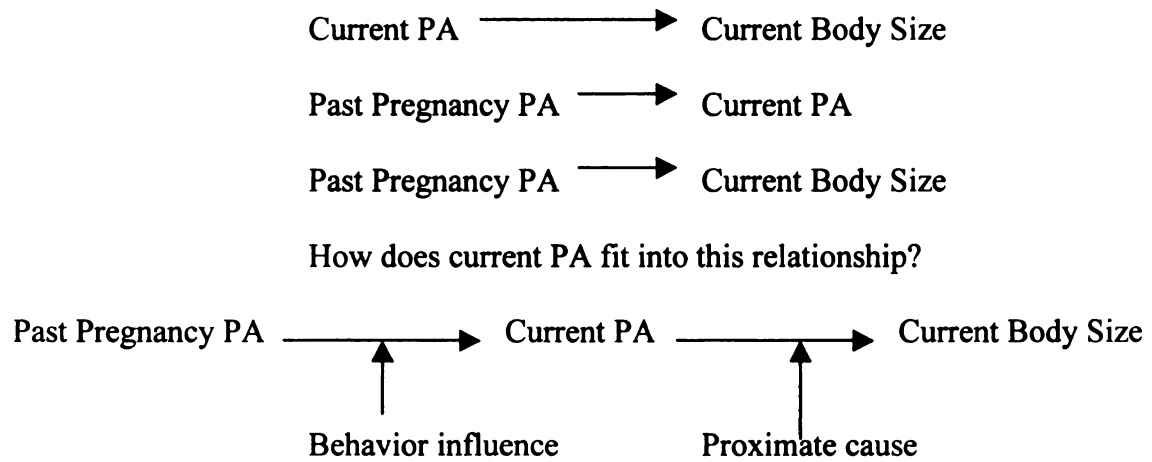 Current PA Current Body Size
Past Pregnancy PA Current PA
Past Pregnancy PA Current Body Size
How does current PA fit into this relationship?
Past Pregnancy PA Current PA Current Body Size
Behavior influence Proximate cause